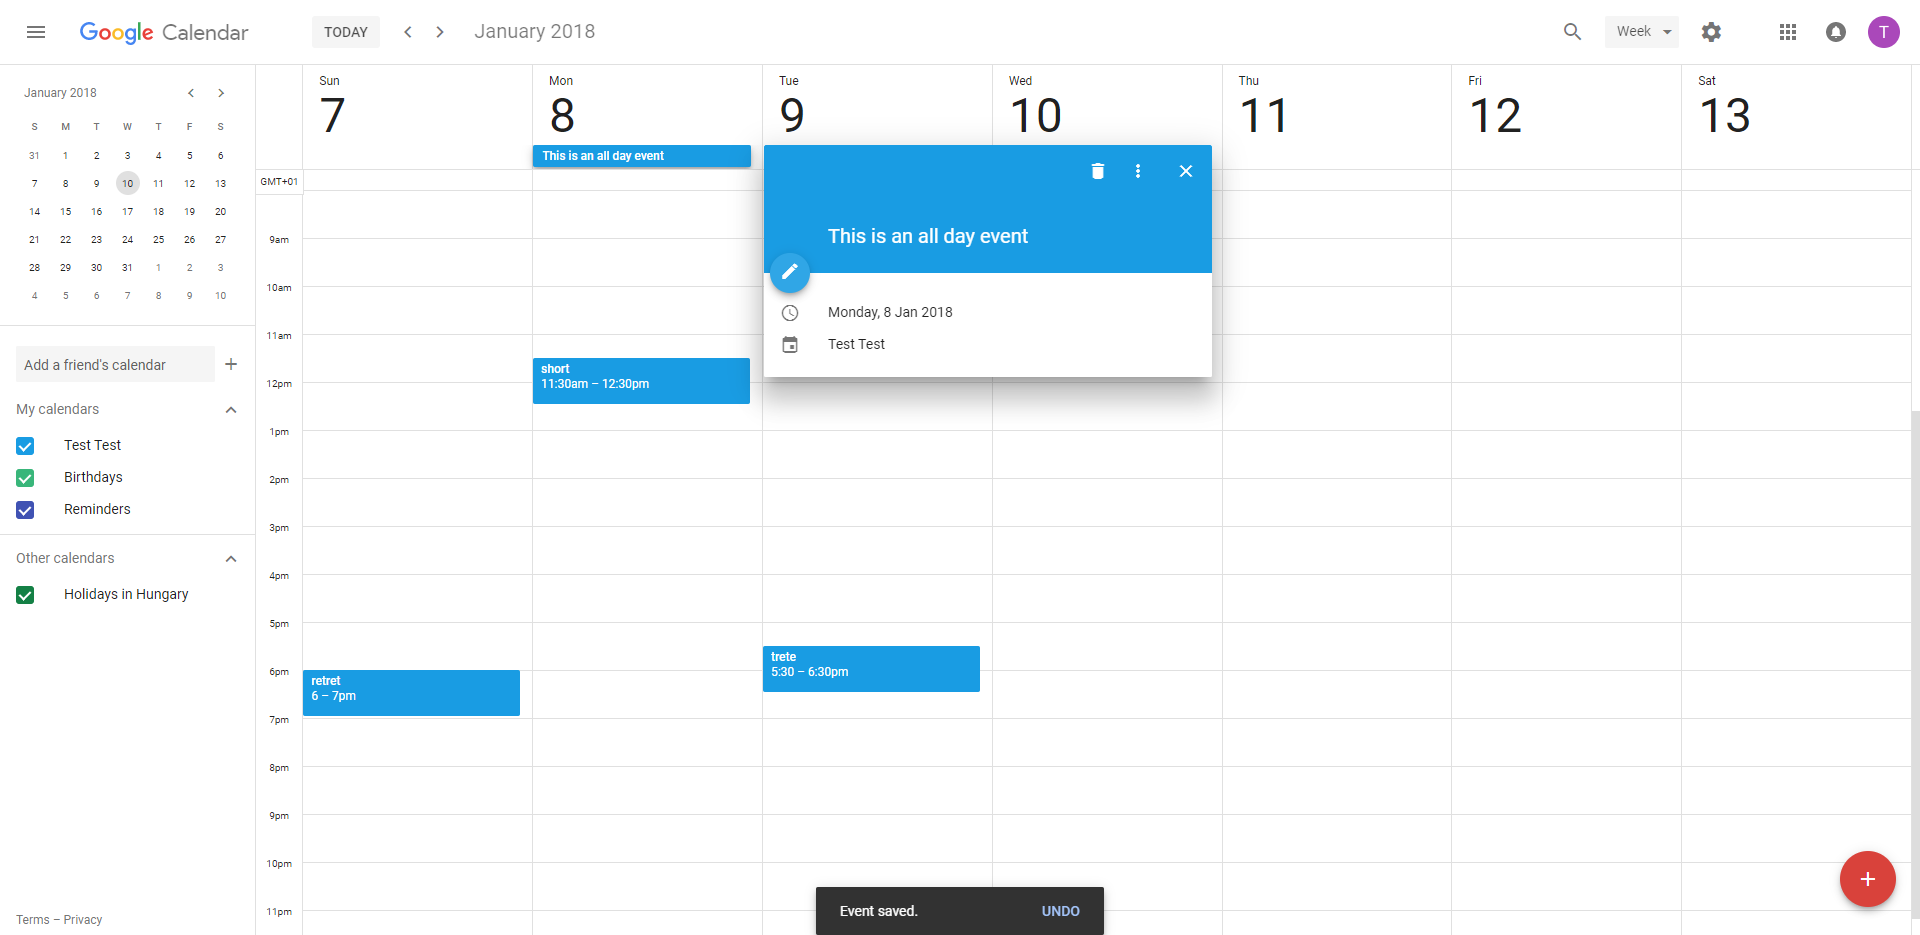 Google Calendar TODAY January 2018 Week T
January 2018
S M T W T F S
31 1 2 3 4 5 6
7 8 9 10 11 12 13
14 15 16 17 18 19 20
21 22 23 24 25 26 27
28 29 30 31 1 2 3
4 5 6 7 8 9 10
Add a friend's calendar
My calendars
Test Test
Birthdays
Reminders
Other calendars
Holidays in Hungary
Terms – Privacy
Sun Mon Tue Wed Thu Fri Sat
7 8 9 10 11 12 13
This is an all day event
GMT+01
9am
10am
11am
12pm
1pm
2pm
3pm
4pm
5pm
6pm
7pm
8pm
9pm
10pm
11pm
retret
6 – 7pm
short
11:30am – 12:30pm
trete
5:30 – 6:30pm
This is an all day event
Monday, 8 Jan 2018
Test Test
Event saved. UNDO